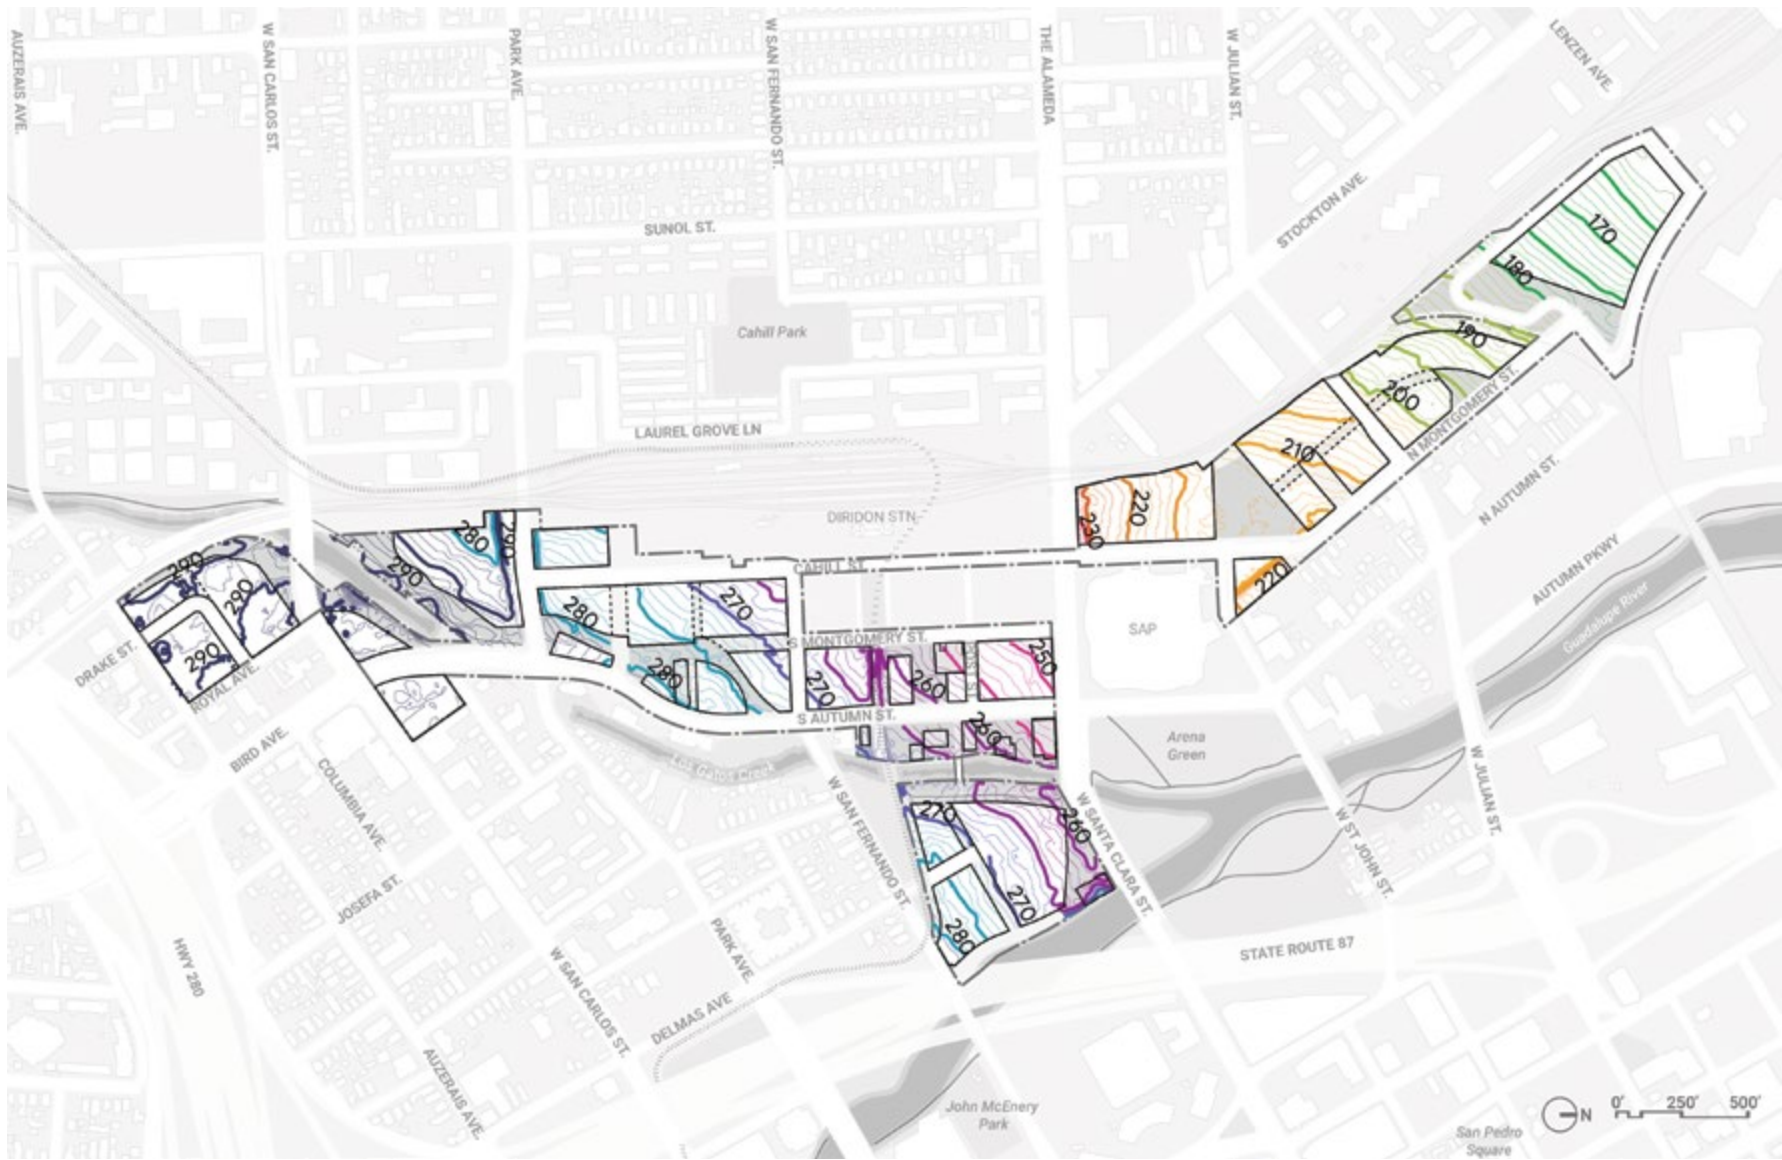 AUZERAIS AVE.
W SAN CARLOS ST.
PARK AVE.
W SAN FERNANDO ST.
THE ALAMEDA
W JULIAN ST.
LENZEN AVE.
STOCKTON AVE.
SUNOL ST.
170
180
Cahill Park
190
200
N MONTGOMERY ST.
LAUREL GROVE LN
210
N AUTUMN ST.
220
230
DIRIDON STN
280
290
290
290
290
CAHILL ST.
220
AUTUMN PKWY
Guadalupe River
280
270
SAP
S MONTGOMERY ST.
DRAKE ST.
290
ROYAL AVE.
280
270
260
250
S AUTUMN ST.
260
BIRD AVE.
Los Gatos Creek
Arena
Green
COLUMBIA AVE.
W SAN FERNANDO ST.
270
260
W SANTA CLARA ST.
W ST JOHN ST.
W JULIAN ST.
JOSEFA ST.
270
280
HWY 280
W SAN CARLOS ST.
PARK AVE.
DELMAS AVE
STATE ROUTE 87
AUZERAIS AVE.
John McEnery
Park
N
0' 250' 500'
San Pedro
Square